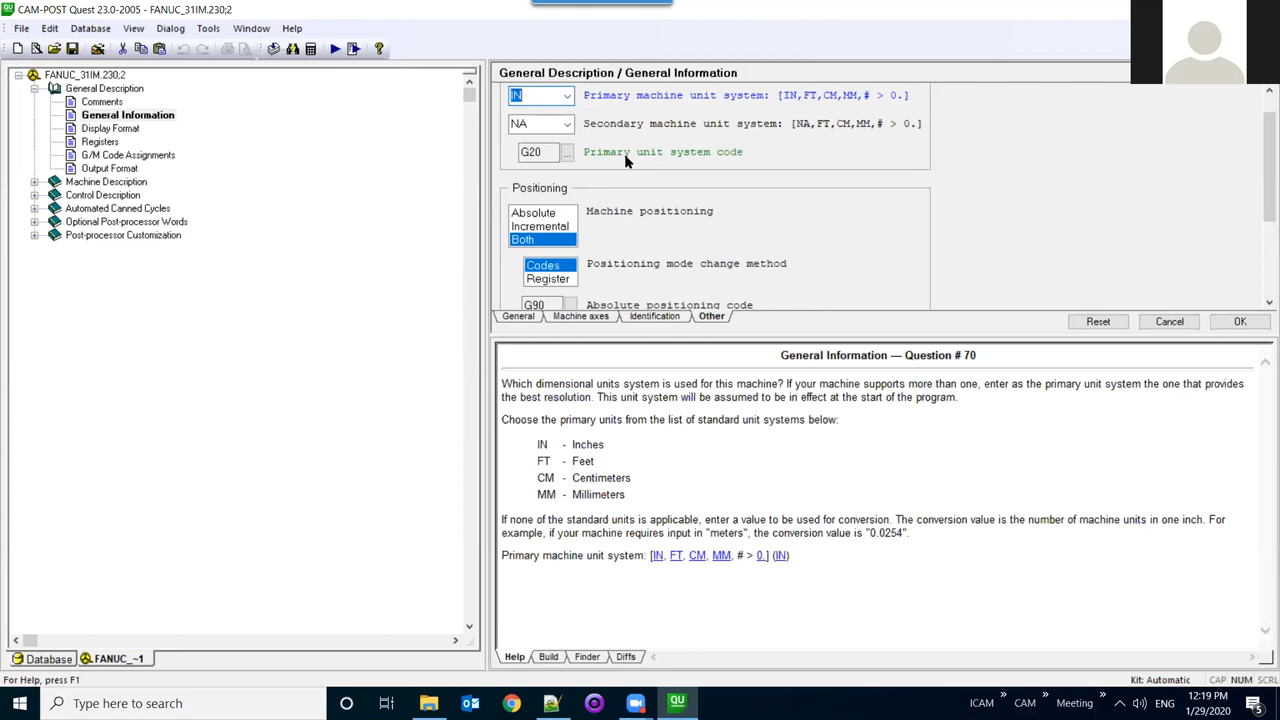 CAM-POST Quest 23.0-2005 - FANUC_31IM.230;2
File Edit Database View Dialog Tools Window Help
FANUC_31IM.230;2
General Description
Comments
General Information
Display Format
Registers
G/M Code Assignments
Output Format
Machine Description
Control Description
Automated Canned Cycles
Optional Post-processor Words
Post-processor Customization
Database FANUC_~1
General Description / General Information
IN Primary machine unit system: [IN,FT,CM,MM,# > 0.]
NA Secondary machine unit system: [NA,FT,CM,MM,# > 0.]
G20 ... Primary unit system code
Positioning
Absolute Machine positioning
Incremental
Both
Codes Positioning mode change method
Register
G90 Absolute positioning code
General Machine axes Identification Other Reset Cancel OK
General Information — Question # 70
Which dimensional units system is used for this machine? If your machine supports more than one, enter as the primary unit system the one that provides
the best resolution. This unit system will be assumed to be in effect at the start of the program.
Choose the primary units from the list of standard unit systems below:
IN - Inches
FT - Feet
CM - Centimeters
MM - Millimeters
If none of the standard units is applicable, enter a value to be used for conversion. The conversion value is the number of machine units in one inch. For
example, if your machine requires input in "meters", the conversion value is "0.0254".
Primary machine unit system: [IN, FT, CM, MM, # > 0.] (IN)
Help Build Finder Diffs
For Help, press F1 Kit: Automatic CAP NUM SCRL
Type here to search QU ICAM » CAM » Meeting » ENG 12:19 PM
1/29/2020 5